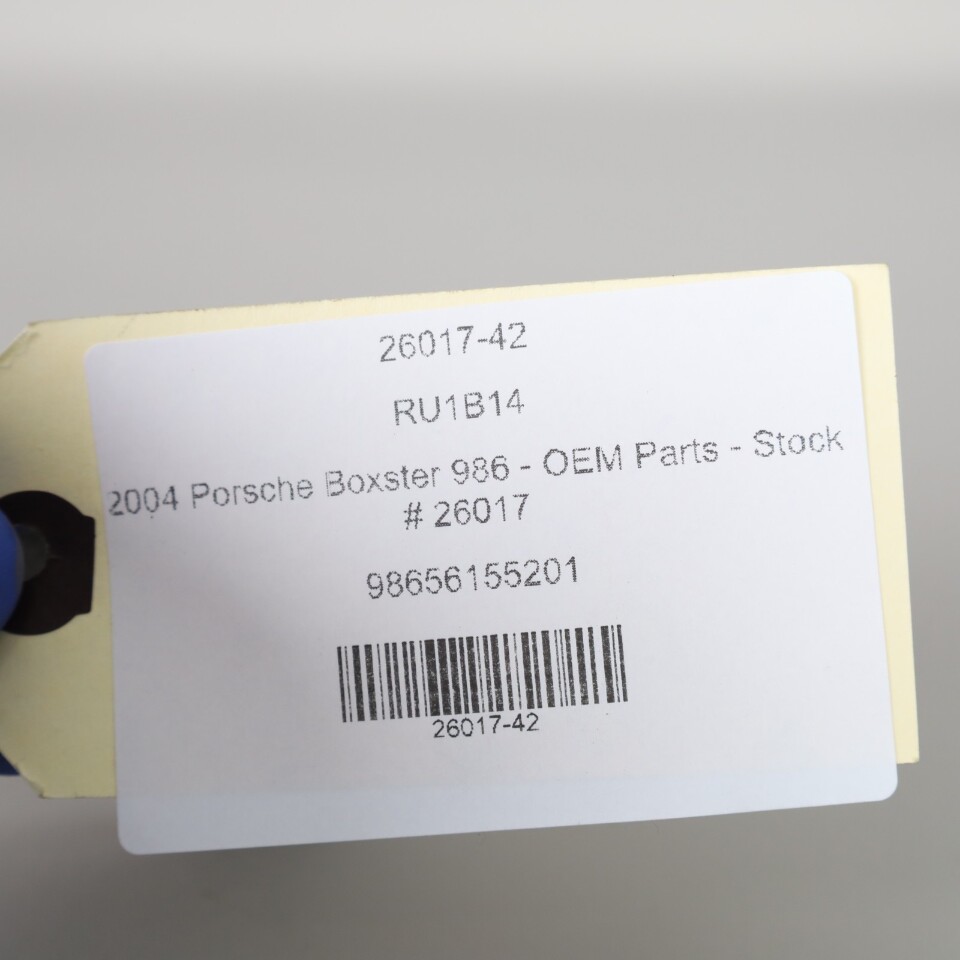 26017-42
RU1B14
2004 Porsche Boxster 986 - OEM Parts - Stock
# 26017
98656155201
26017-42